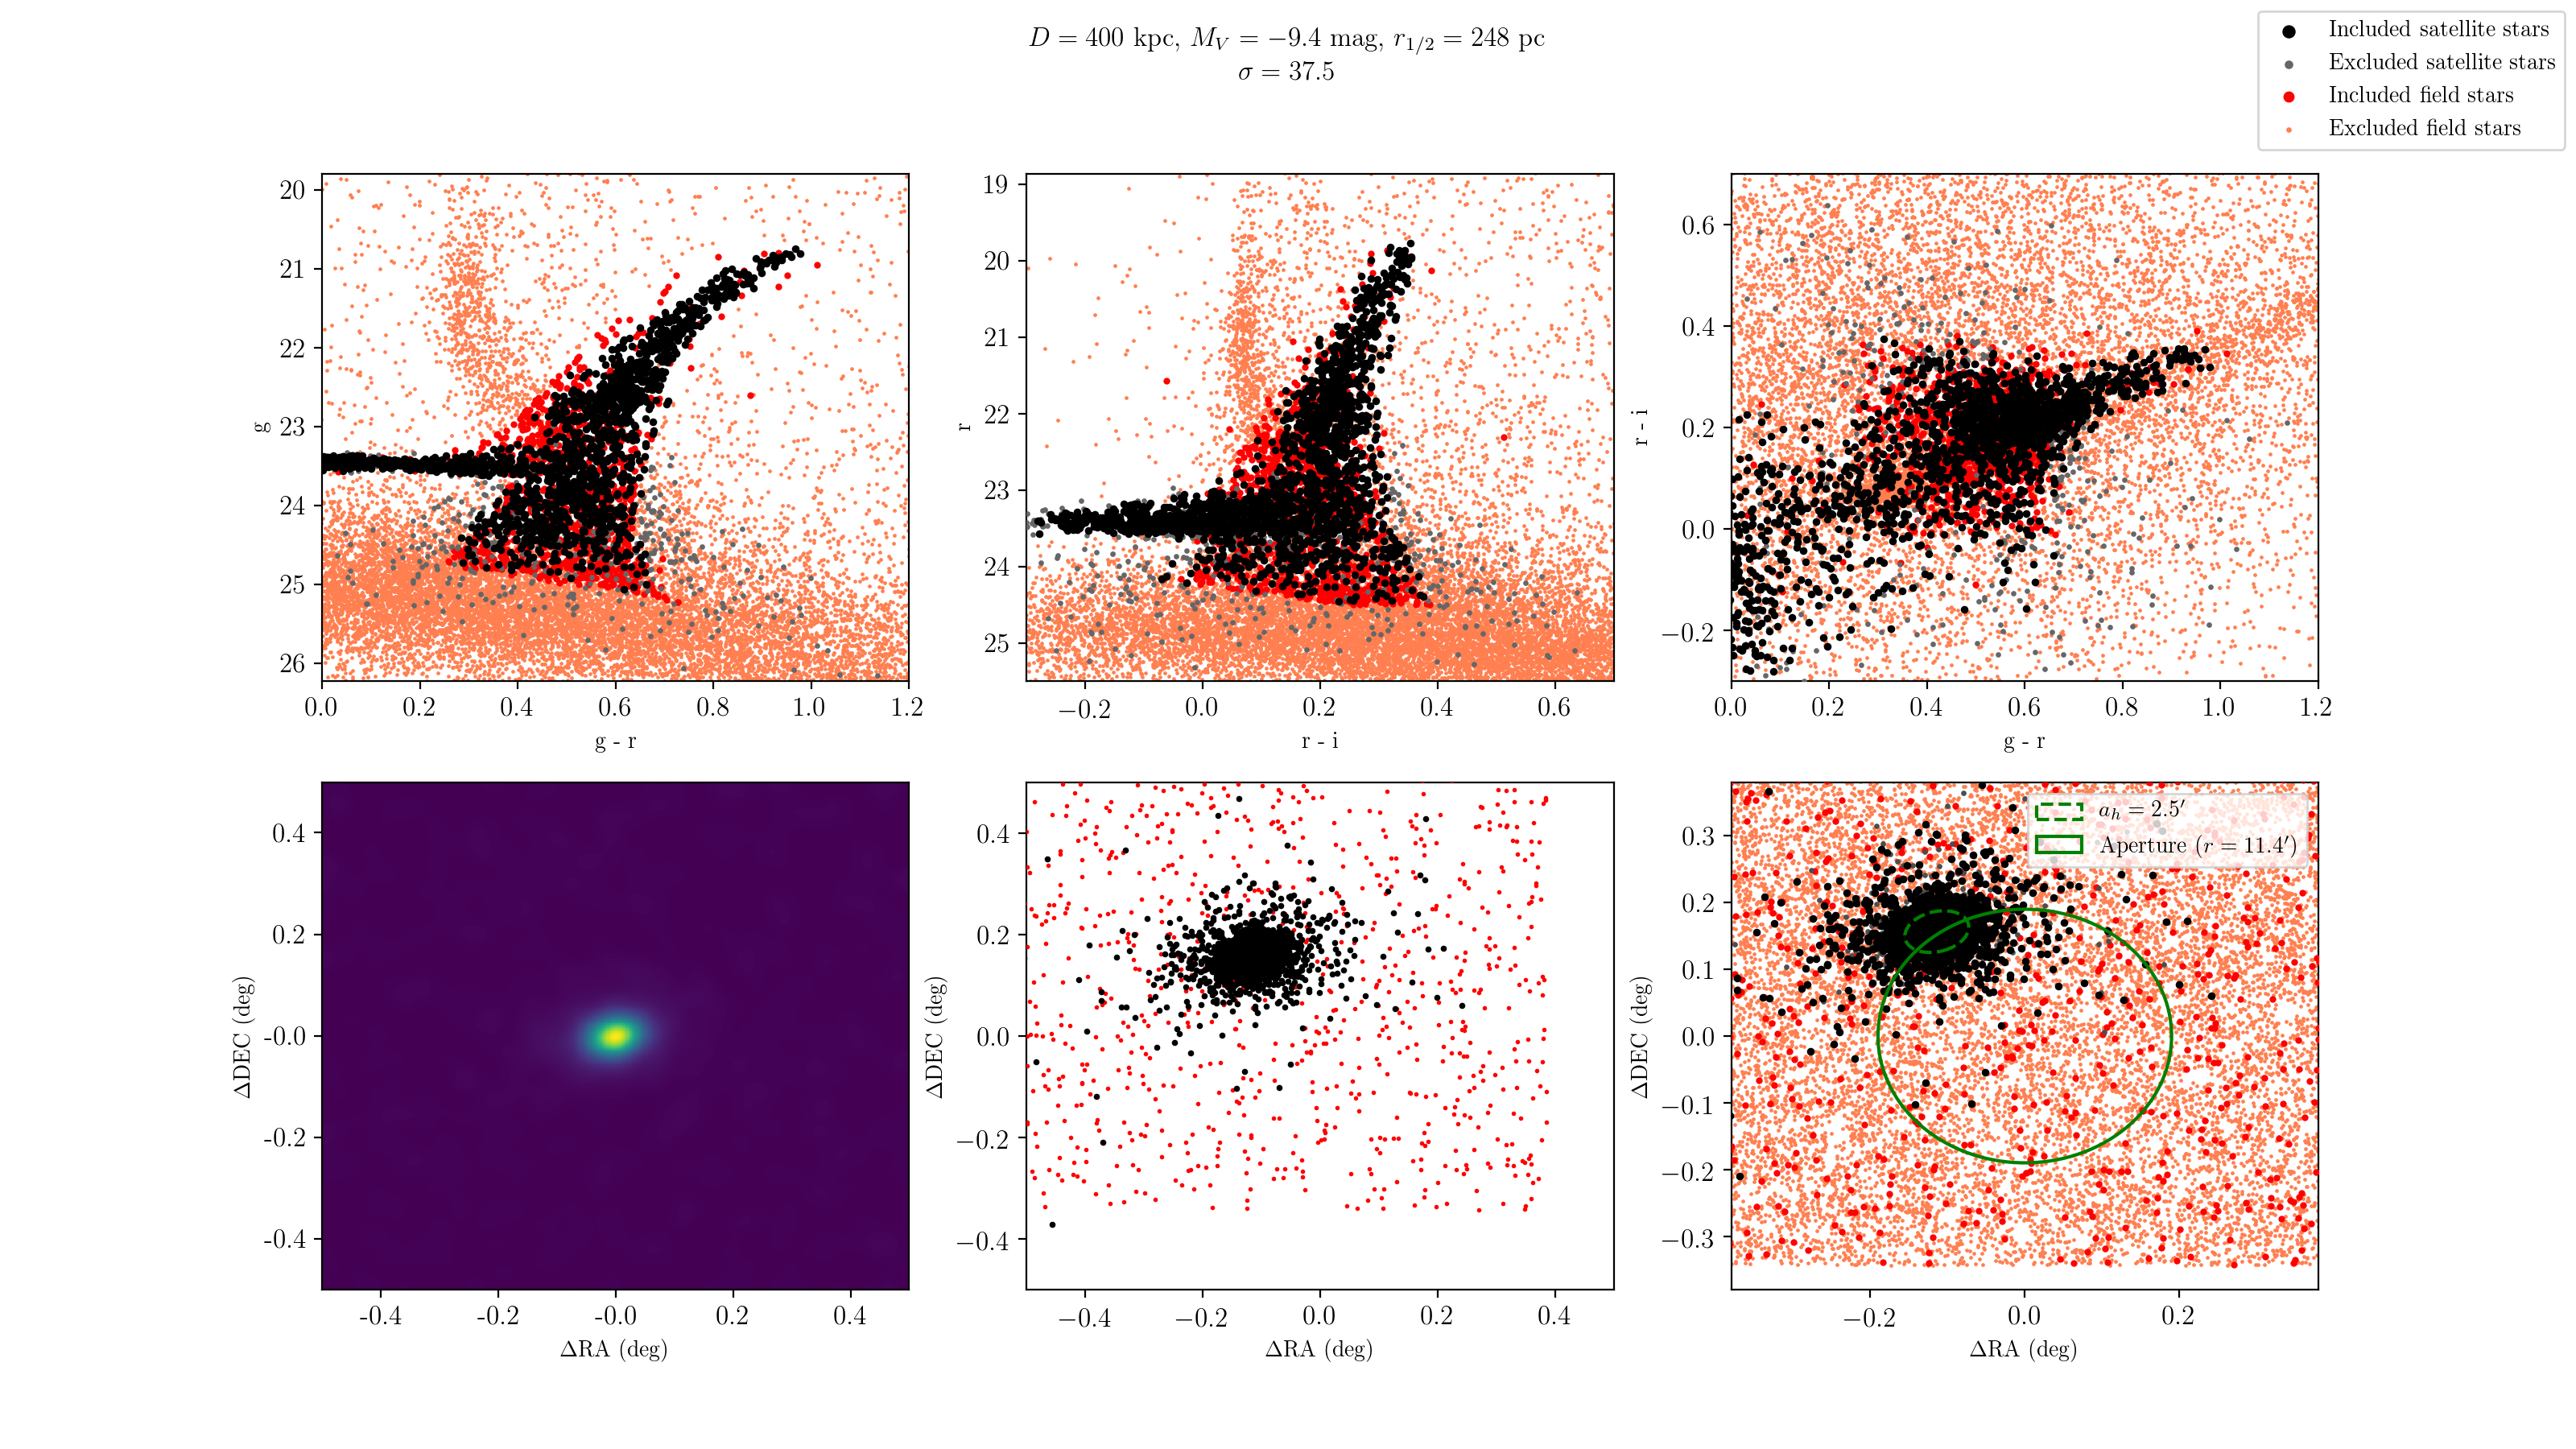 D = 400 kpc, M_V = −9.4 mag, r_{1/2} = 248 pc
σ = 37.5
Included satellite stars
Excluded satellite stars
Included field stars
Excluded field stars
20
21
22
23
24
25
26
g
0.0 0.2 0.4 0.6 0.8 1.0 1.2
g - r
19
20
21
22
23
24
25
r
−0.2 0.0 0.2 0.4 0.6
r - i
0.6
0.4
0.2
0.0
−0.2
r - i
0.0 0.2 0.4 0.6 0.8 1.0 1.2
g - r
0.4
0.2
-0.0
-0.2
-0.4
ΔDEC (deg)
-0.4 -0.2 -0.0 0.2 0.4
ΔRA (deg)
0.4
0.2
0.0
−0.2
−0.4
ΔDEC (deg)
−0.4 −0.2 0.0 0.2 0.4
ΔRA (deg)
a_h = 2.5′
Aperture (r = 11.4′)
0.3
0.2
0.1
0.0
−0.1
−0.2
−0.3
ΔDEC (deg)
−0.2 0.0 0.2
ΔRA (deg)